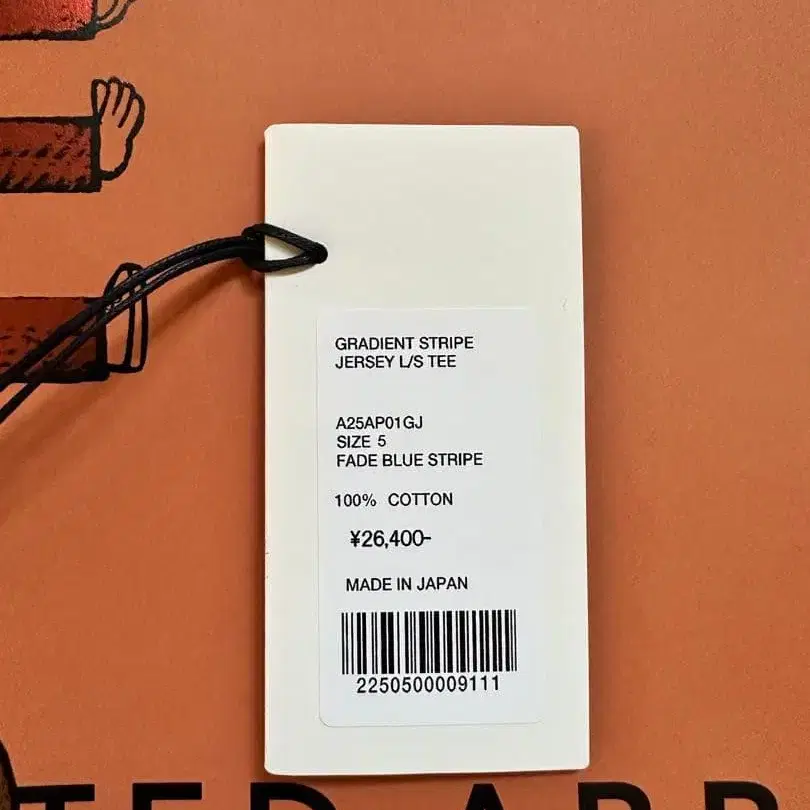 GRADIENT STRIPE
JERSEY L/S TEE
A25AP01GJ
SIZE 5
FADE BLUE STRIPE
100% COTTON
¥26,400-
MADE IN JAPAN
2250500009111